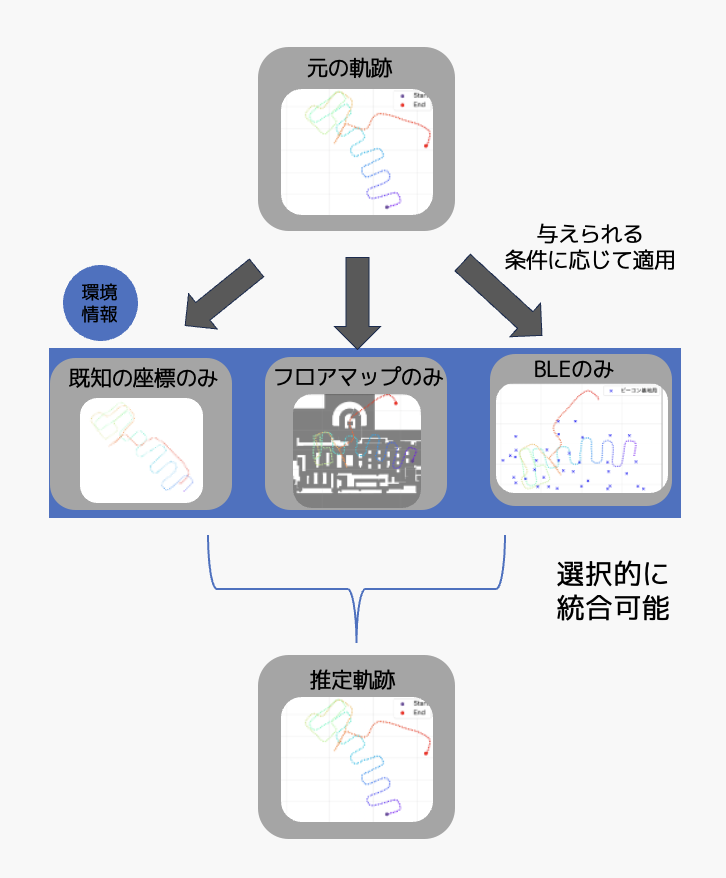 元の軌跡
Start
End
与えられる
条件に応じて適用
環境
情報
既知の座標のみ
フロアマップのみ
BLEのみ
ビーコン基地局
選択的に
統合可能
推定軌跡
Start
End